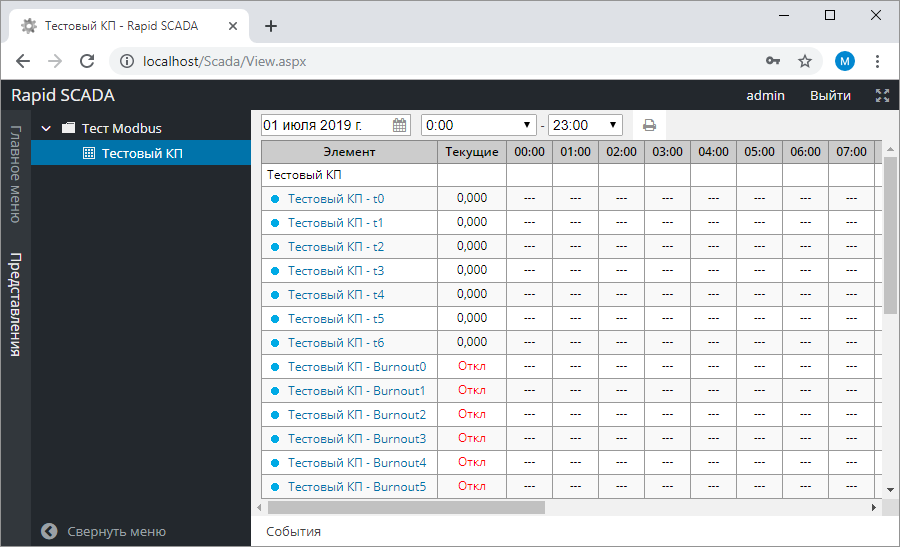 Тестовый КП - Rapid SCADA
localhost/Scada/View.aspx
M
Rapid SCADA
admin
Выйти
Главное меню
Представления
Тест Modbus
Тестовый КП
Свернуть меню
01 июля 2019 г.
0:00 - 23:00
Элемент Текущие 00:00 01:00 02:00 03:00 04:00 05:00 06:00 07:00
Тестовый КП
Тестовый КП - t0 0,000 --- --- --- --- --- --- --- ---
Тестовый КП - t1 0,000 --- --- --- --- --- --- --- ---
Тестовый КП - t2 0,000 --- --- --- --- --- --- --- ---
Тестовый КП - t3 0,000 --- --- --- --- --- --- --- ---
Тестовый КП - t4 0,000 --- --- --- --- --- --- --- ---
Тестовый КП - t5 0,000 --- --- --- --- --- --- --- ---
Тестовый КП - t6 0,000 --- --- --- --- --- --- --- ---
Тестовый КП - Burnout0 Откл --- --- --- --- --- --- --- ---
Тестовый КП - Burnout1 Откл --- --- --- --- --- --- --- ---
Тестовый КП - Burnout2 Откл --- --- --- --- --- --- --- ---
Тестовый КП - Burnout3 Откл --- --- --- --- --- --- --- ---
Тестовый КП - Burnout4 Откл --- --- --- --- --- --- --- ---
Тестовый КП - Burnout5 Откл --- --- --- --- --- --- --- ---
События